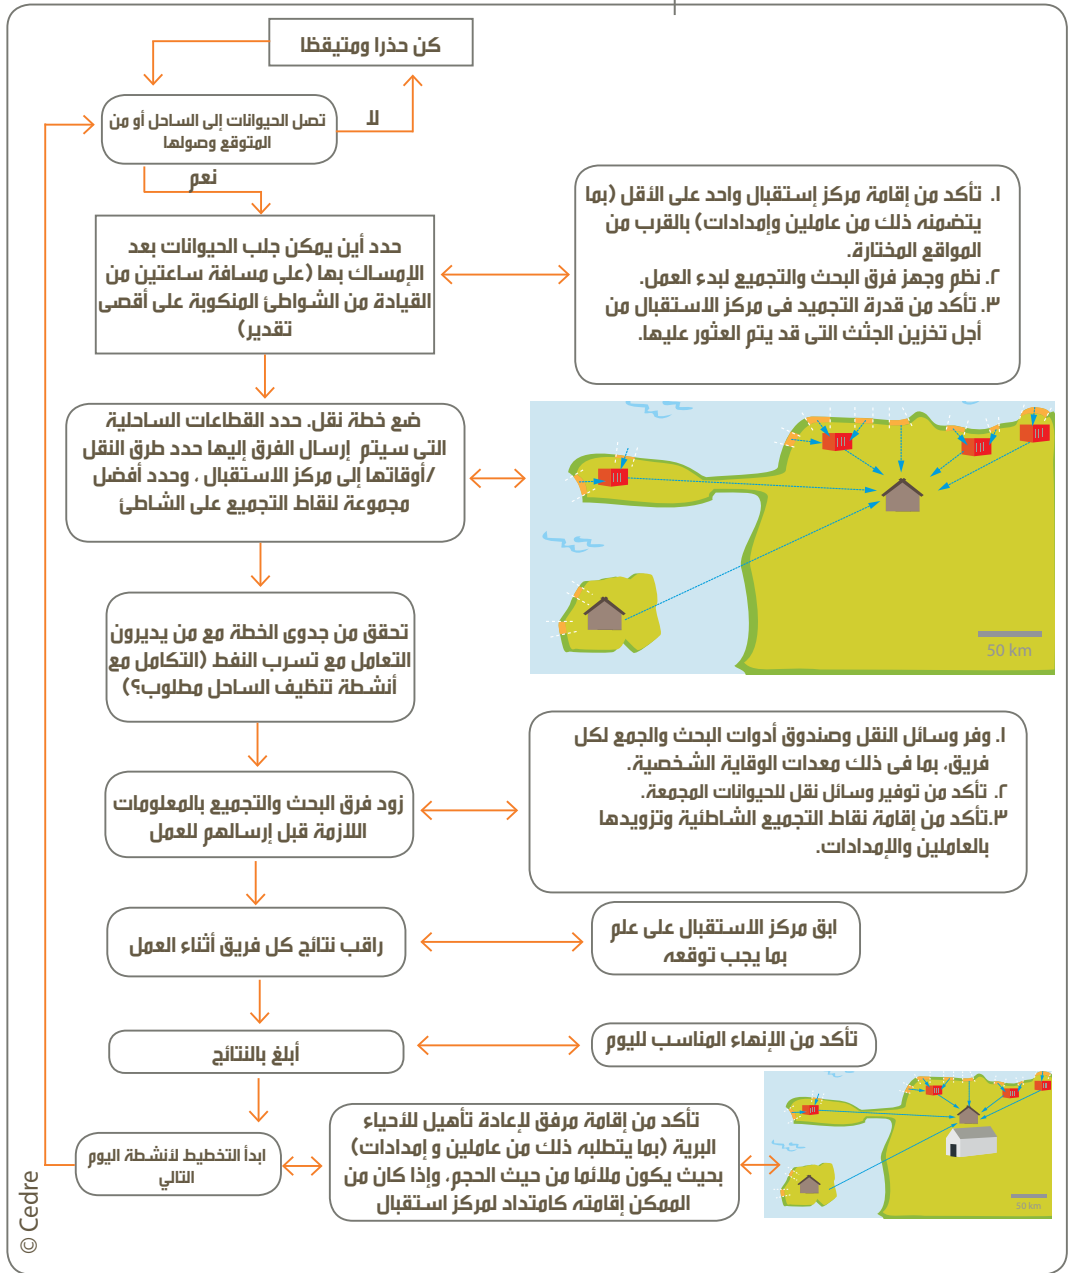 كن حذرا ومتيقظا
تصل الحيوانات إلى الساحل أو من
المتوقع وصولها
لا
نعم
حدد أين يمكن جلب الحيوانات بعد
الإمساك بها (على مسافة ساعتين من
القيادة من الشواطئ المنكوبة على أقصى
تقدير)
١. تأكد من إقامة مركز إستقبال واحد على الأقل (بما
يتضمنه ذلك من عاملين وإمدادات) بالقرب من
المواقع المختارة.
٢. نظم وجهز فرق البحث والتجميع لبدء العمل.
٣. تأكد من قدرة التجميد فى مركز الاستقبال من
أجل تخزين الجثث التى قد يتم العثور عليها.
ضع خطة نقل. حدد القطاعات الساحلية
التى سيتم إرسال الفرق إليها حدد طرق النقل
/أوقاتها إلى مركز الاستقبال ، وحدد أفضل
مجموعة لنقاط التجميع على الشاطئ
50 km
تحقق من جدوى الخطة مع من يديرون
التعامل مع تسرب النفط (التكامل مع
أنشطة تنظيف الساحل مطلوب؟)
١. وفر وسائل النقل وصندوق أدوات البحث والجمع لكل
فريق، بما فى ذلك معدات الوقاية الشخصية.
٢. تأكد من توفير وسائل نقل للحيوانات المجمعة.
٣.تأكد من إقامة نقاط التجميع الشاطئية وتزويدها
بالعاملين والإمدادات.
زود فرق البحث والتجميع بالمعلومات
اللازمة قبل إرسالهم للعمل
راقب نتائج كل فريق أثناء العمل
ابق مركز الاستقبال على علم
بما يجب توقعه
أبلغ بالنتائج
تأكد من الإنهاء المناسب لليوم
ابدأ التخطيط لأنشطة اليوم
التالي
تأكد من إقامة مرفق لإعادة تأهيل للأحياء
البرية (بما يتطلبه ذلك من عاملين و إمدادات)
بحيث يكون ملائما من حيث الحجم، وإذا كان من
الممكن إقامته كامتداد لمركز استقبال
50 km
© Cedre